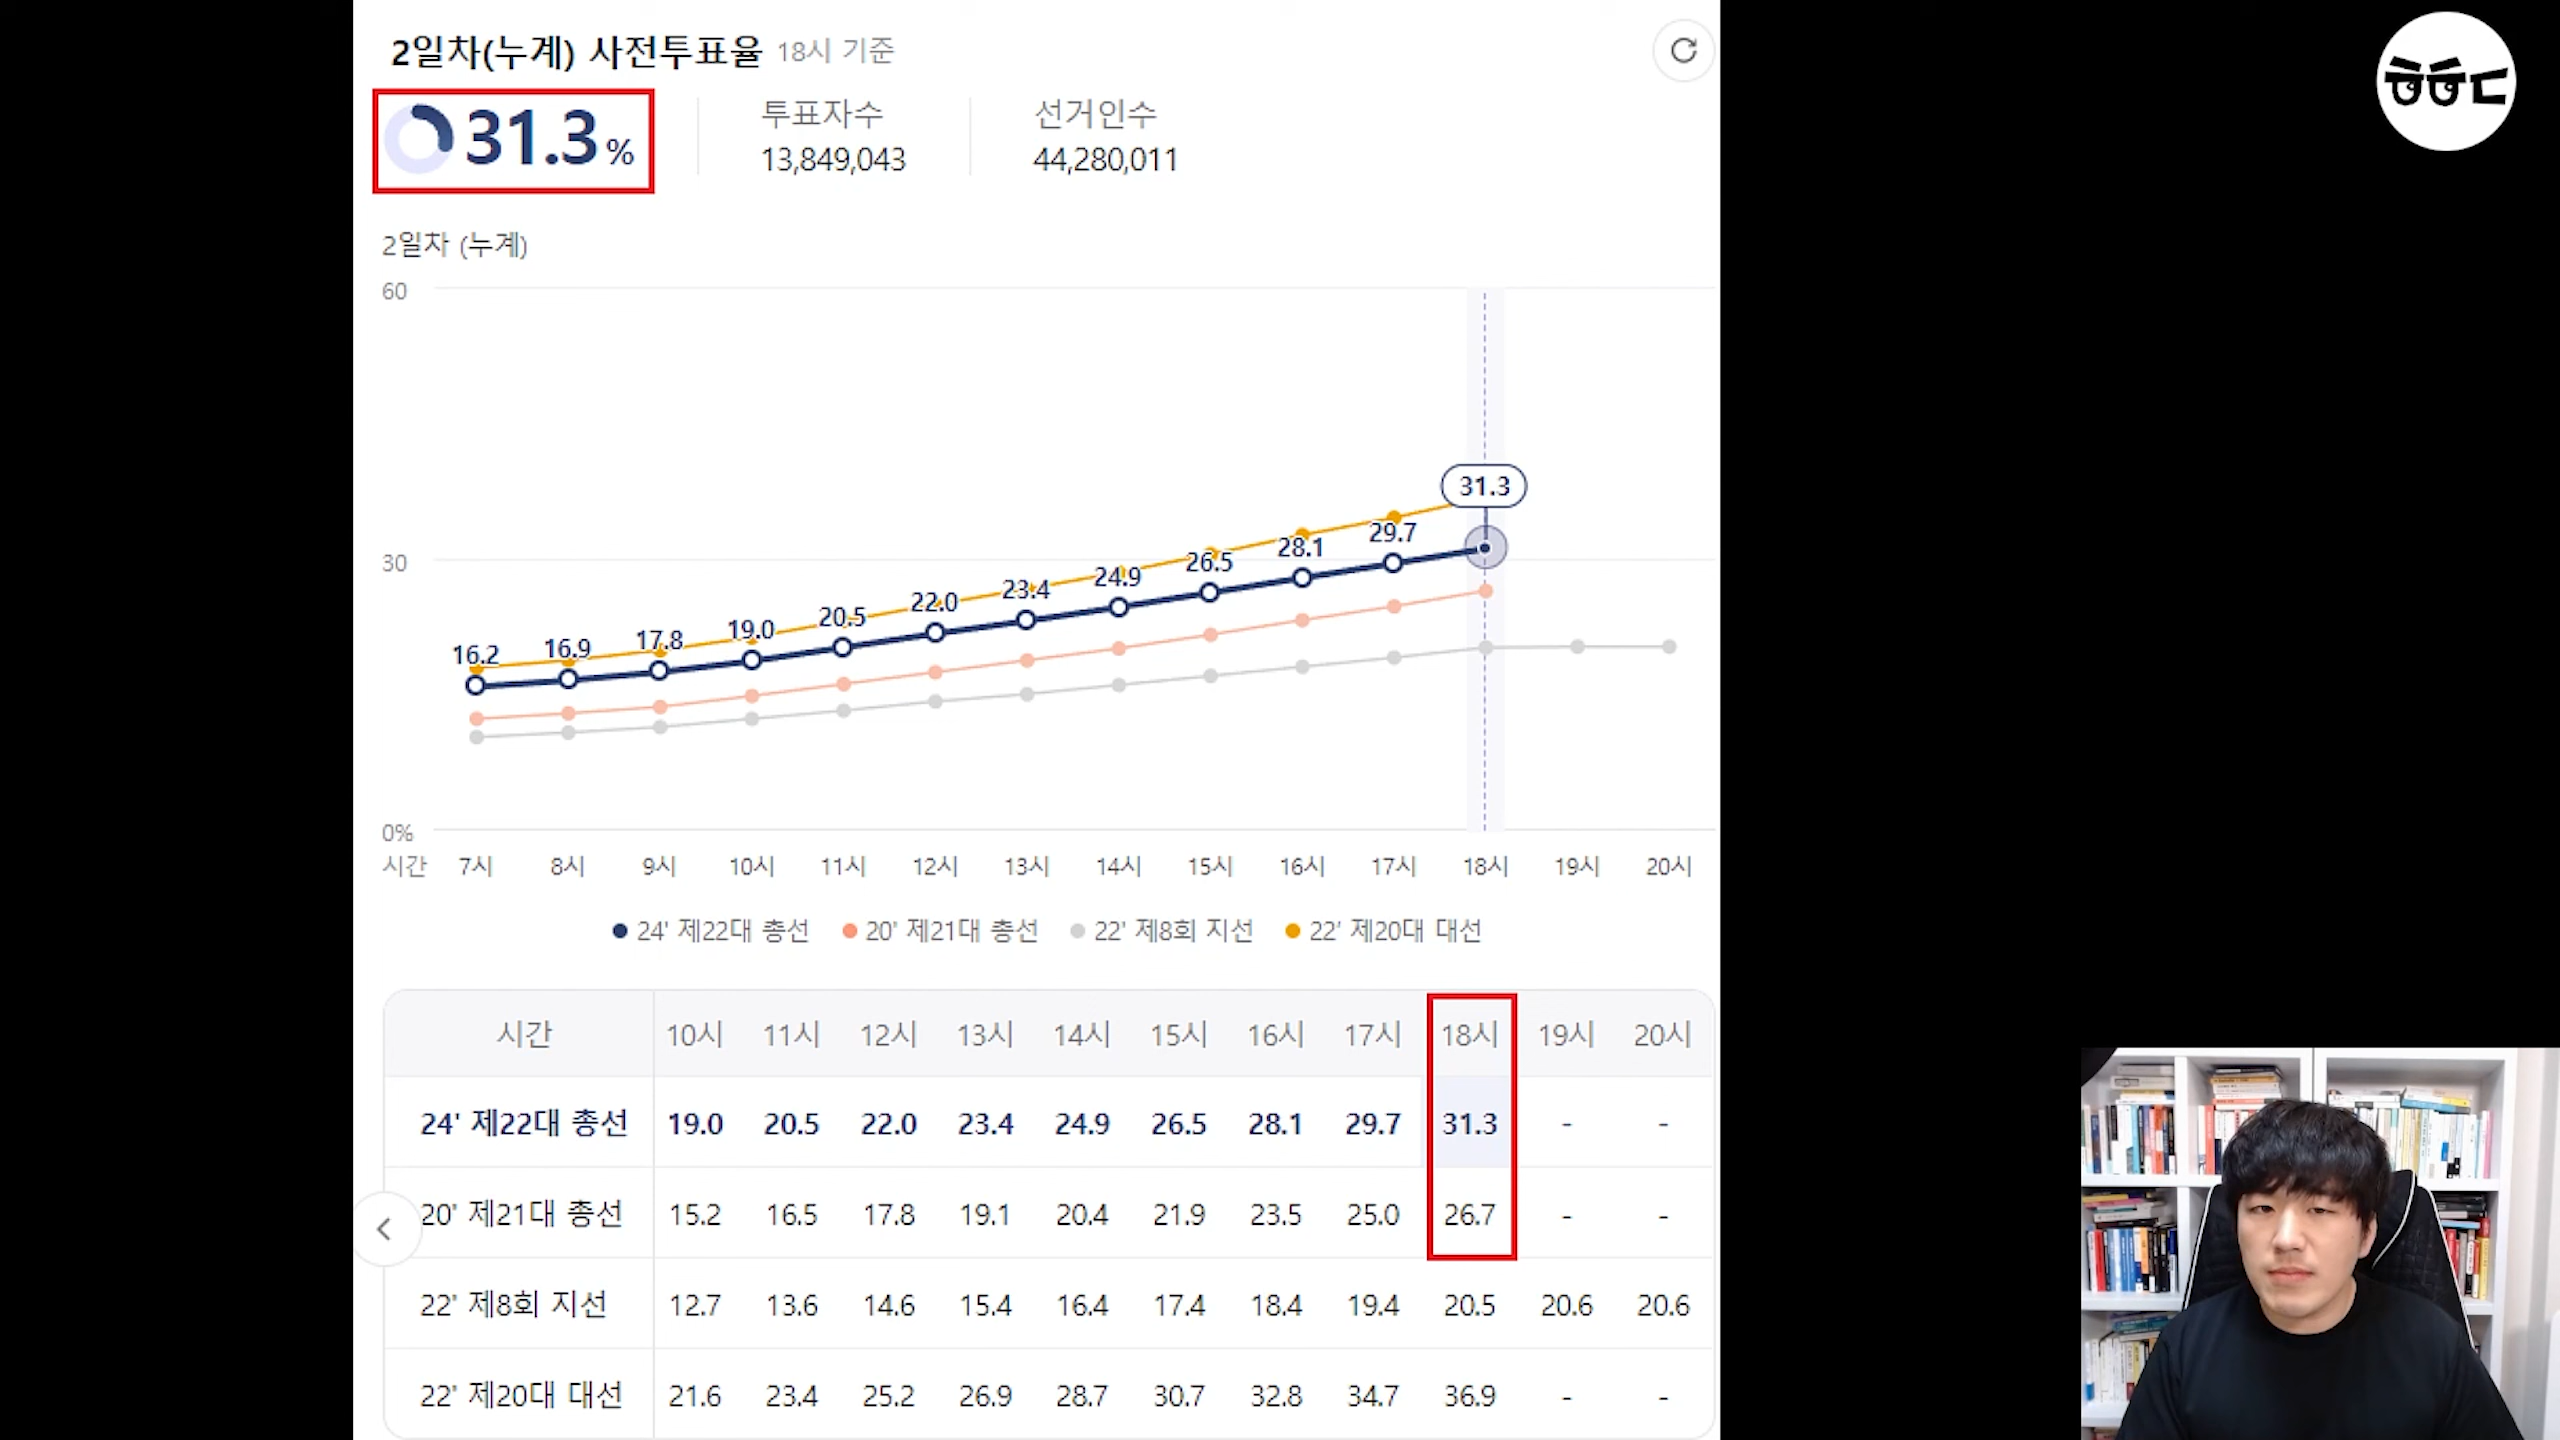 2일차(누계) 사전투표율 18시 기준
31.3%
투표자수
13,849,043
선거인수
44,280,011
ㅎㅎㄷ
2일차 (누계)
60
30
0%
31.3
16.2 16.9 17.8 19.0 20.5 22.0 23.4 24.9 26.5 28.1 29.7
시간 7시 8시 9시 10시 11시 12시 13시 14시 15시 16시 17시 18시 19시 20시
24' 제22대 총선 20' 제21대 총선 22' 제8회 지선 22' 제20대 대선
시간 10시 11시 12시 13시 14시 15시 16시 17시 18시 19시 20시
24' 제22대 총선 19.0 20.5 22.0 23.4 24.9 26.5 28.1 29.7 31.3 - -
20' 제21대 총선 15.2 16.5 17.8 19.1 20.4 21.9 23.5 25.0 26.7 - -
22' 제8회 지선 12.7 13.6 14.6 15.4 16.4 17.4 18.4 19.4 20.5 20.6 20.6
22' 제20대 대선 21.6 23.4 25.2 26.9 28.7 30.7 32.8 34.7 36.9 - -